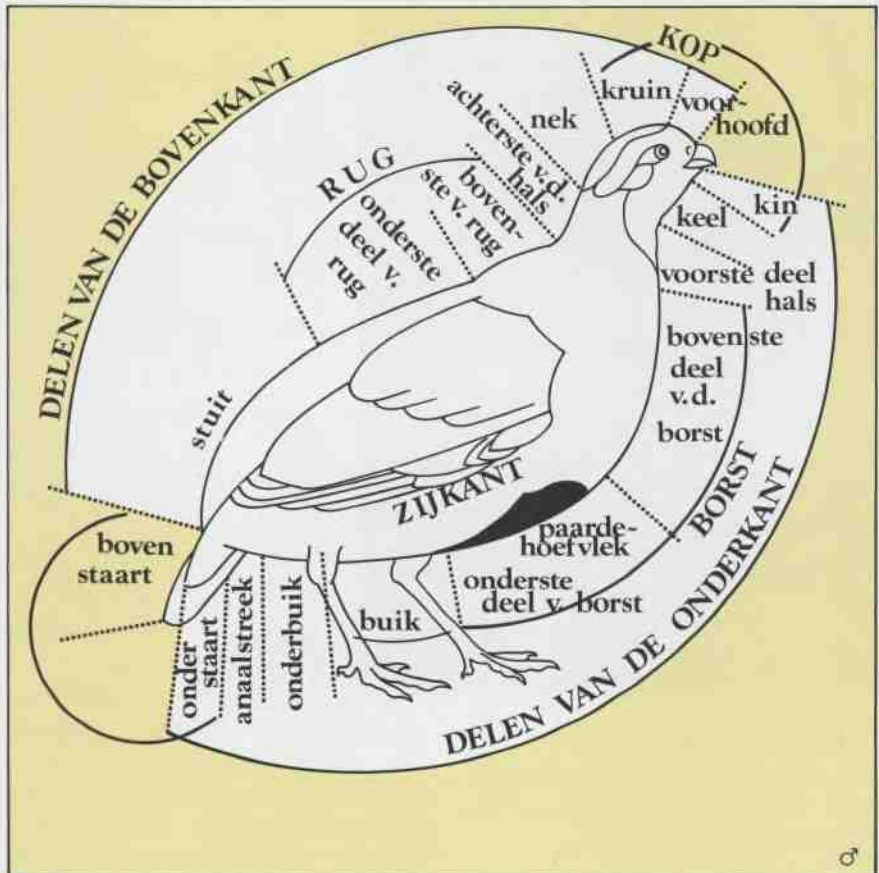 DELEN VAN DE BOVENKANT
KOP
kruin
voor-
hoofd
nek
achterste v.d.
hals
RUG
boven-
ste v. rug
onderste
deel v.
rug
stuit
kin
keel
voorste deel
hals
bovenste
deel
v.d.
borst
BORST
ZIJKANT
paarde-
hoefvlek
onderste
deel v. borst
buik
onderbuik
anaalstreek
onder
staart
boven
staart
DELEN VAN DE ONDERKANT
♂